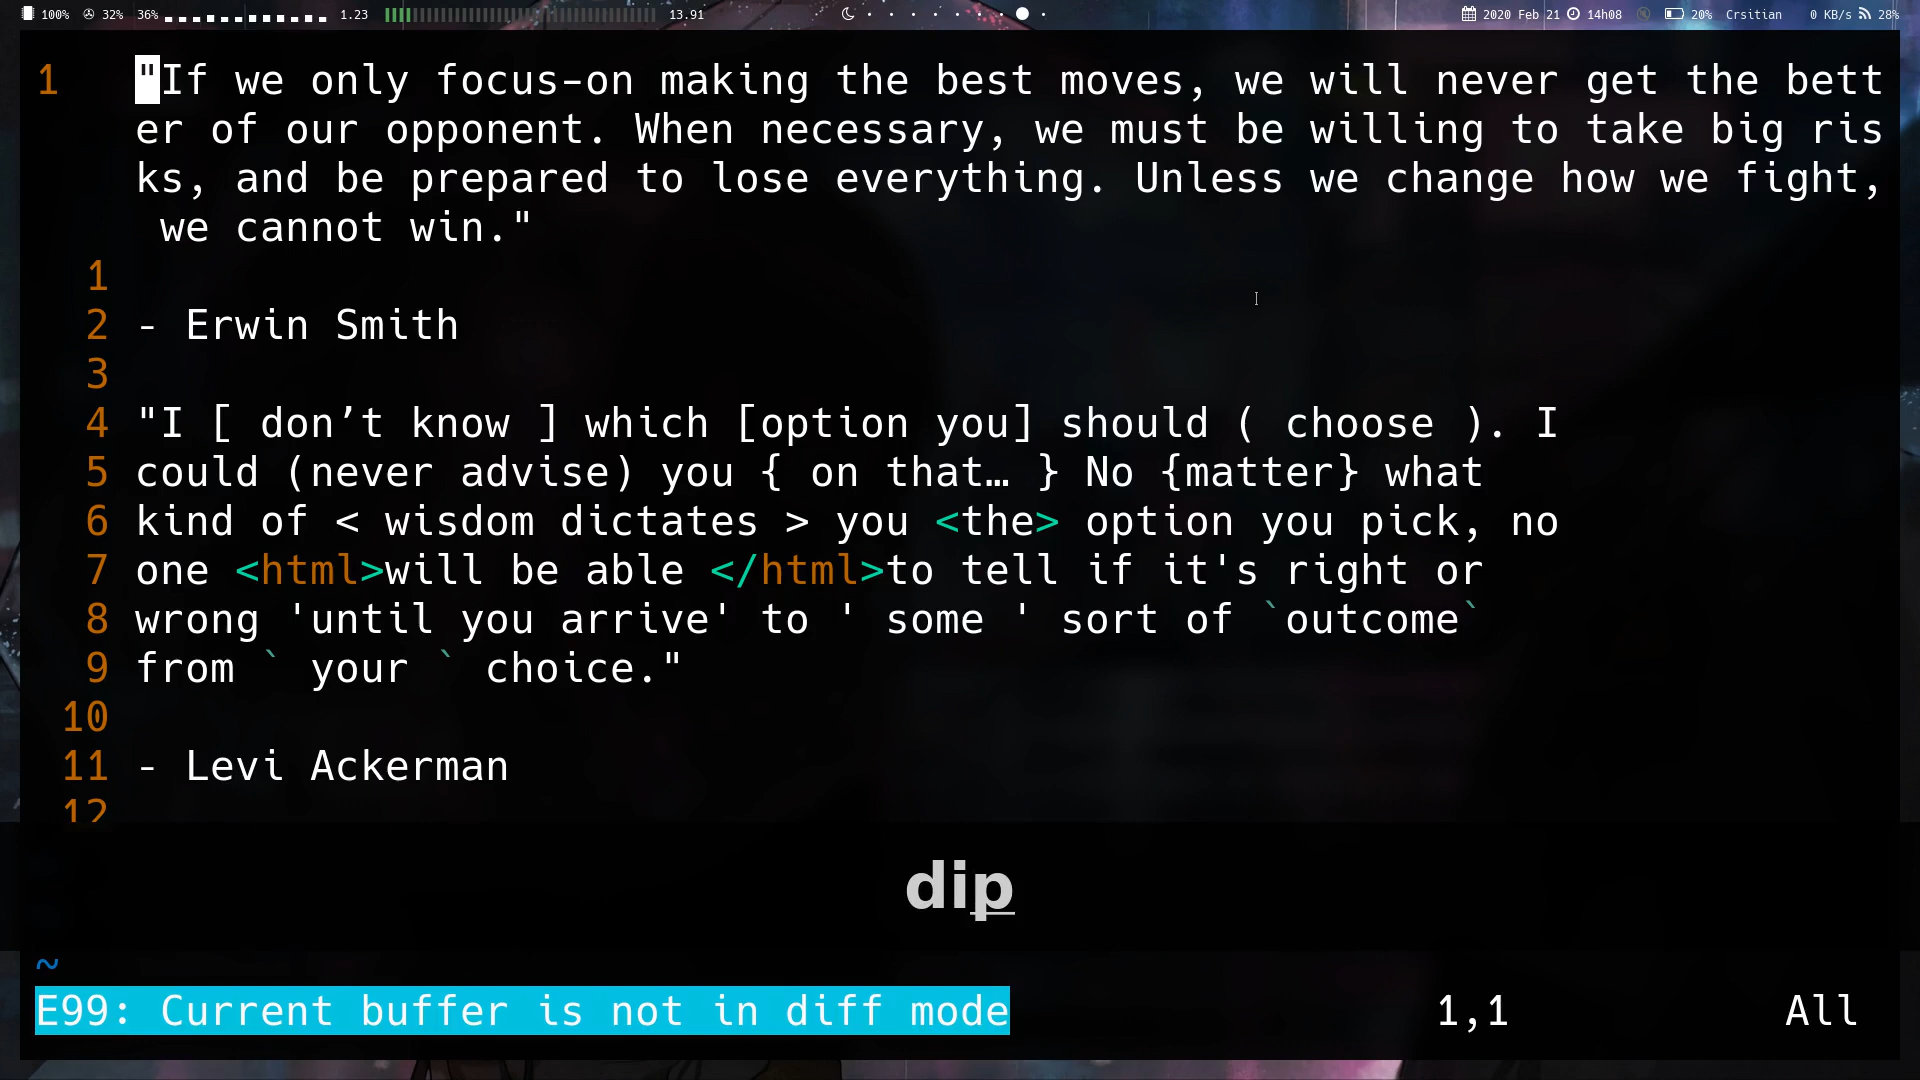 100% 32% 36% 1.23 13.91 2020 Feb 21 14h08 20% Crsitian 0 KB/s 28%
1 "If we only focus-on making the best moves, we will never get the bett
er of our opponent. When necessary, we must be willing to take big ris
ks, and be prepared to lose everything. Unless we change how we fight,
we cannot win."
1
2 - Erwin Smith
3
4 "I [ don’t know ] which [option you] should ( choose ). I
5 could (never advise) you { on that… } No {matter} what
6 kind of < wisdom dictates > you <the> option you pick, no
7 one <html>will be able </html>to tell if it's right or
8 wrong 'until you arrive' to ' some ' sort of `outcome`
9 from ` your ` choice."
10
11 - Levi Ackerman
12
dip
~
E99: Current buffer is not in diff mode 1,1 All